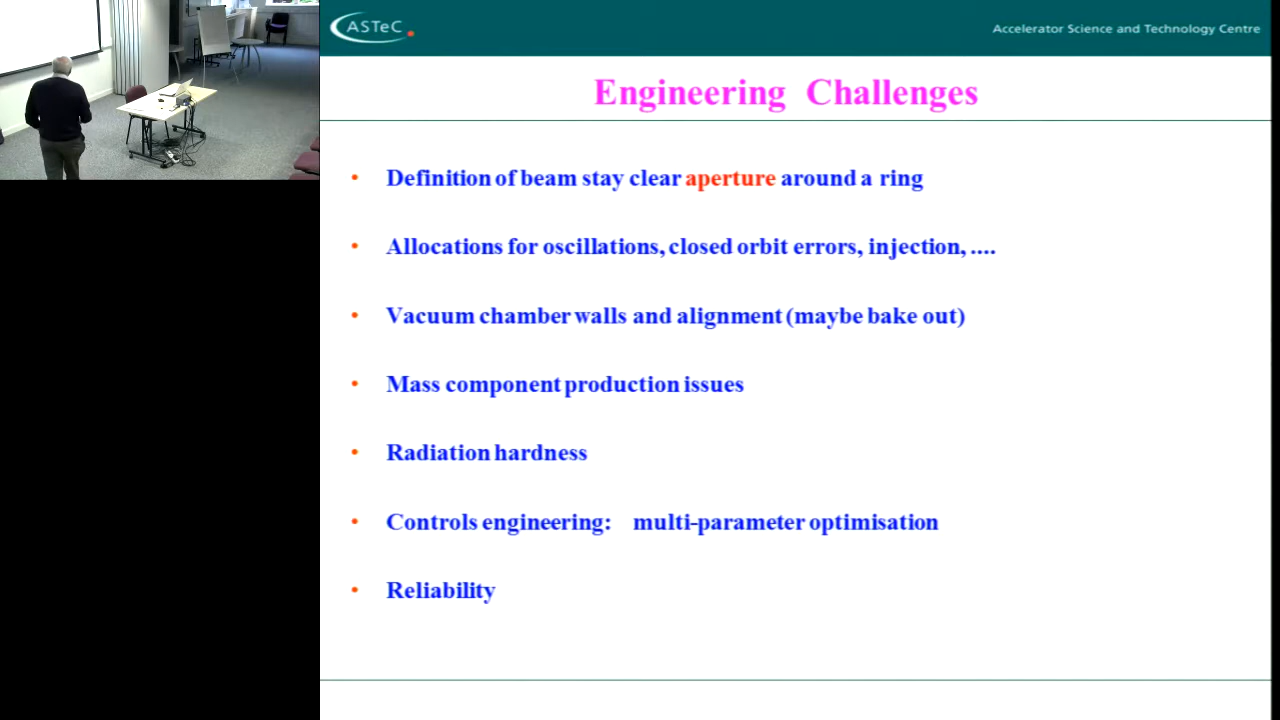 ASTeC
Accelerator Science and Technology Centre
Engineering Challenges
• Definition of beam stay clear aperture around a ring
• Allocations for oscillations, closed orbit errors, injection, ....
• Vacuum chamber walls and alignment (maybe bake out)
• Mass component production issues
• Radiation hardness
• Controls engineering: multi-parameter optimisation
• Reliability